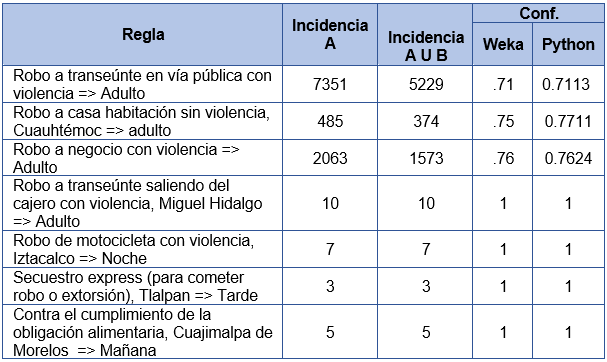 Regla
Incidencia
A
Incidencia
A U B
Conf.
Weka
Python
Robo a transeúnte en vía pública con
violencia => Adulto
7351
5229
.71
0.7113
Robo a casa habitación sin violencia,
Cuauhtémoc => adulto
485
374
.75
0.7711
Robo a negocio con violencia =>
Adulto
2063
1573
.76
0.7624
Robo a transeúnte saliendo del
cajero con violencia, Miguel Hidalgo
=> Adulto
10
10
1
1
Robo de motocicleta con violencia,
Iztacalco => Noche
7
7
1
1
Secuestro express (para cometer
robo o extorsión), Tlalpan => Tarde
3
3
1
1
Contra el cumplimiento de la
obligación alimentaria, Cuajimalpa de
Morelos => Mañana
5
5
1
1